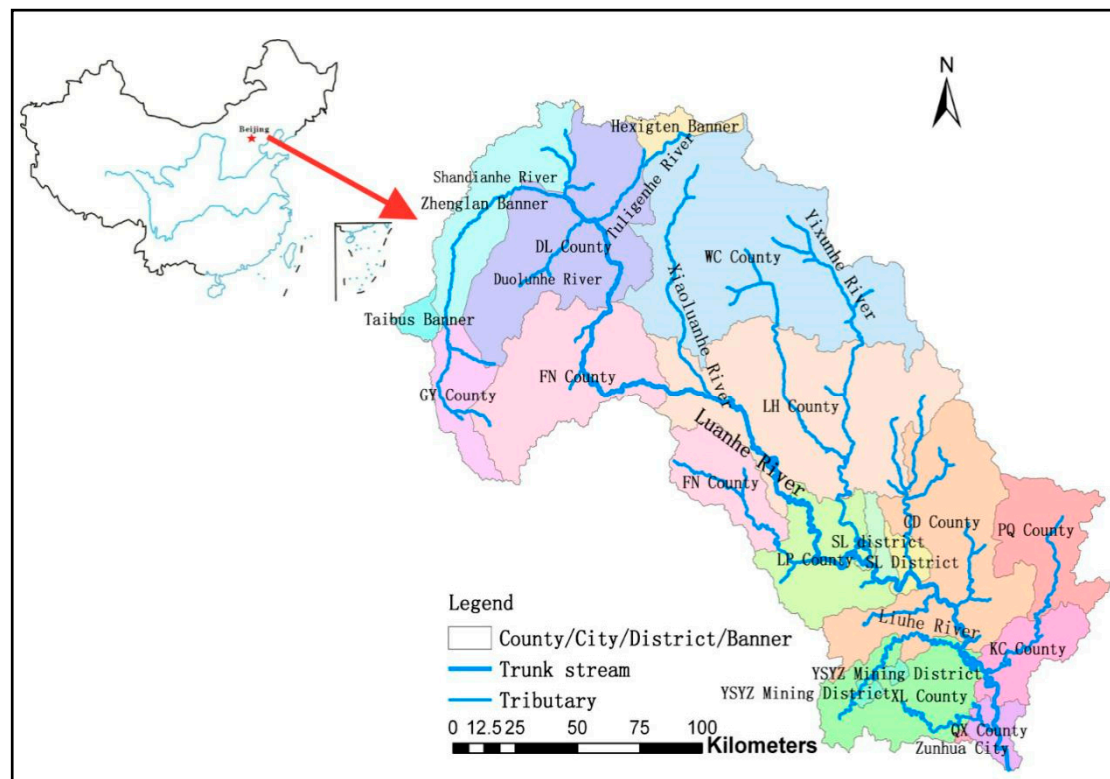 Beijing
N
Hexigten Banner
Shandianhe River
Tuligenhe River
Zhenglan Banner
Yixunhe River
DL County
WC County
Duolunhe River
Xiaoluanhe River
Taibus Banner
FN County
GY County
LH County
Luanhe River
FN County
CD County
PQ County
SL district
LP County
SL District
Liuhe River
KC County
YSYZ Mining District
YSYZ Mining District
XL County
QX County
Zunhua City
Legend
County/City/District/Banner
Trunk stream
Tributary
0 12.5 25 50 75 100
Kilometers